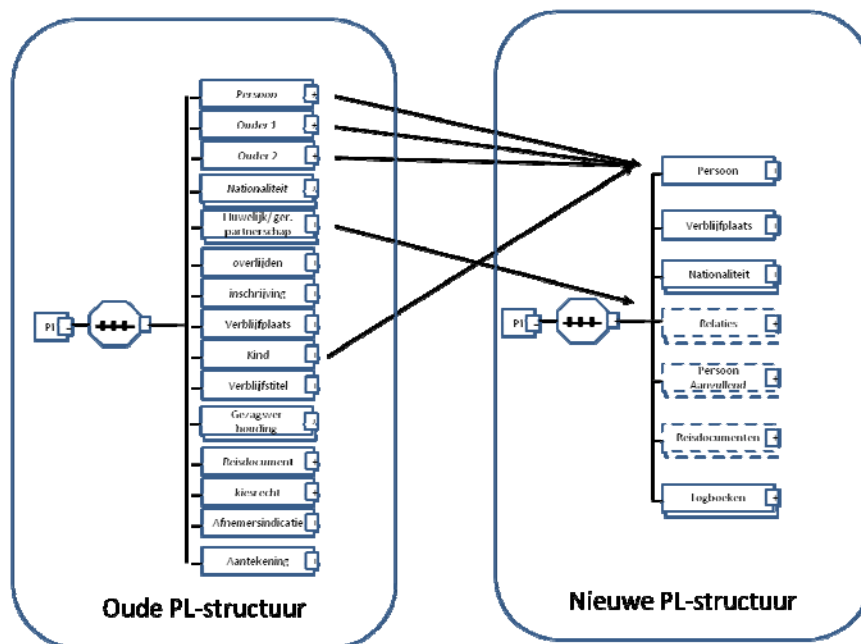 Persoon
Ouder 1
Ouder 2
Nationaliteit
Huwelijk/ger.
partnerschap
overlijden
inschrijving
Verblijfplaats
Kind
Verblijfstitel
Gezagsver
houding
Reisdocument
kiesrecht
Afnemersindicatie
Aantekening
Pl
Oude PL-structuur
Persoon
Verblijfplaats
Nationaliteit
Relaties
Persoon
Aanvullend
Reisdocumenten
Logboeken
Pl
Nieuwe PL-structuur